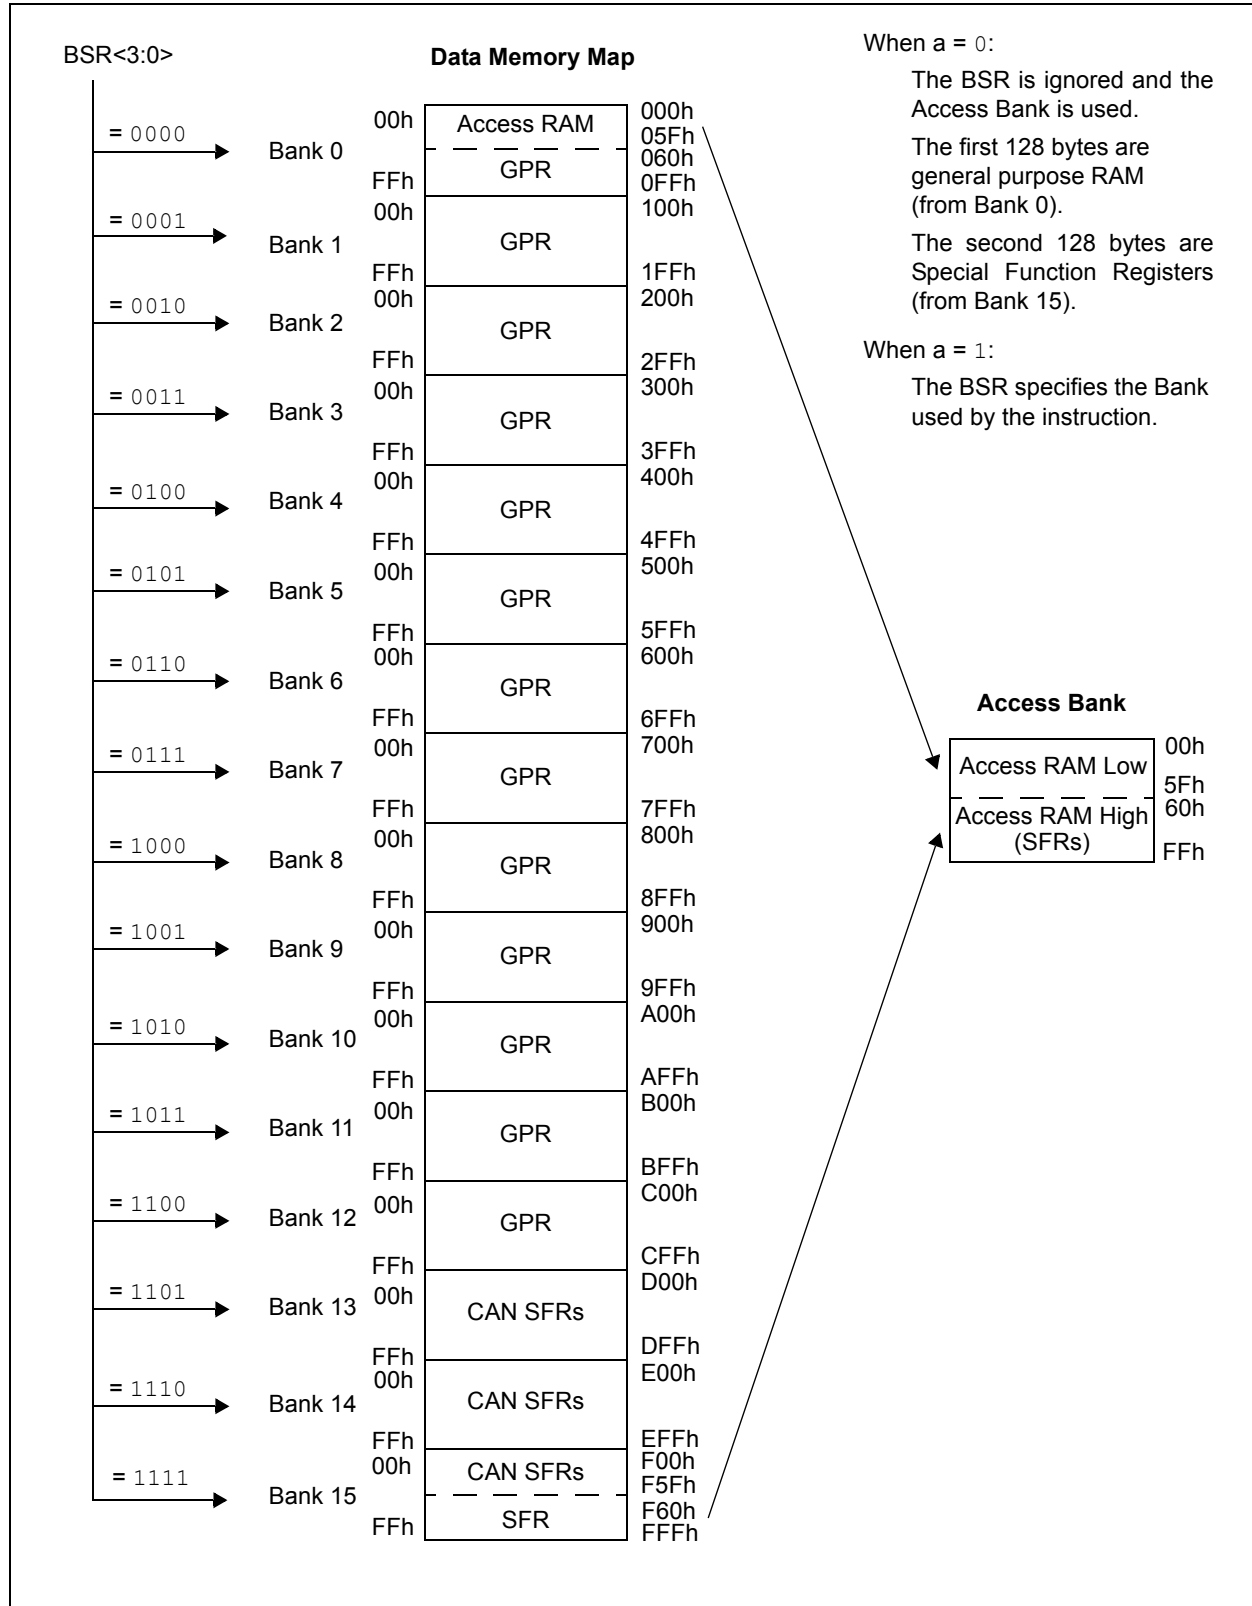 BSR<3:0>
Data Memory Map
When a = 0:
The BSR is ignored and the
Access Bank is used.
The first 128 bytes are
general purpose RAM
(from Bank 0).
The second 128 bytes are
Special Function Registers
(from Bank 15).
When a = 1:
The BSR specifies the Bank
used by the instruction.
= 0000
Bank 0
00h
FFh
Access RAM
GPR
000h
05Fh
060h
0FFh
= 0001
Bank 1
00h
FFh
GPR
100h
1FFh
= 0010
Bank 2
00h
FFh
GPR
200h
2FFh
= 0011
Bank 3
00h
FFh
GPR
300h
3FFh
= 0100
Bank 4
00h
FFh
GPR
400h
4FFh
= 0101
Bank 5
00h
FFh
GPR
500h
5FFh
= 0110
Bank 6
00h
FFh
GPR
600h
6FFh
= 0111
Bank 7
00h
FFh
GPR
700h
7FFh
= 1000
Bank 8
00h
FFh
GPR
800h
8FFh
= 1001
Bank 9
00h
FFh
GPR
900h
9FFh
= 1010
Bank 10
00h
FFh
GPR
A00h
AFFh
= 1011
Bank 11
00h
FFh
GPR
B00h
BFFh
= 1100
Bank 12
00h
FFh
GPR
C00h
CFFh
= 1101
Bank 13
00h
FFh
CAN SFRs
D00h
DFFh
= 1110
Bank 14
00h
FFh
CAN SFRs
E00h
EFFh
= 1111
Bank 15
00h
FFh
CAN SFRs
SFR
F00h
F5Fh
F60h
FFFh
Access Bank
Access RAM Low
Access RAM High
(SFRs)
00h
5Fh
60h
FFh